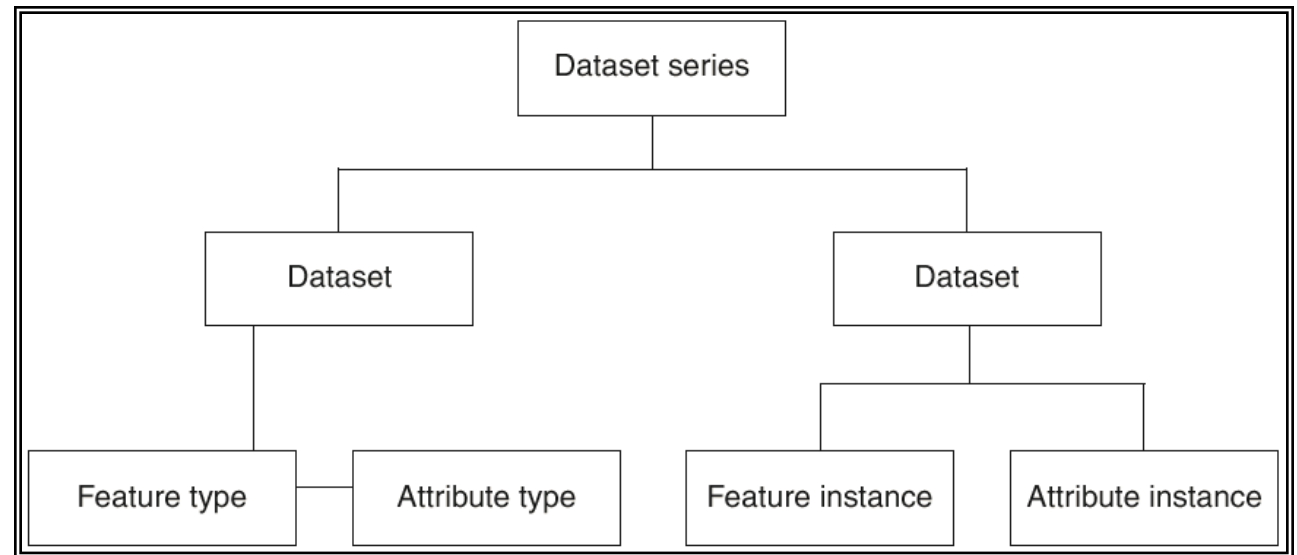 Dataset series
Dataset
Dataset
Feature type
Attribute type
Feature instance
Attribute instance